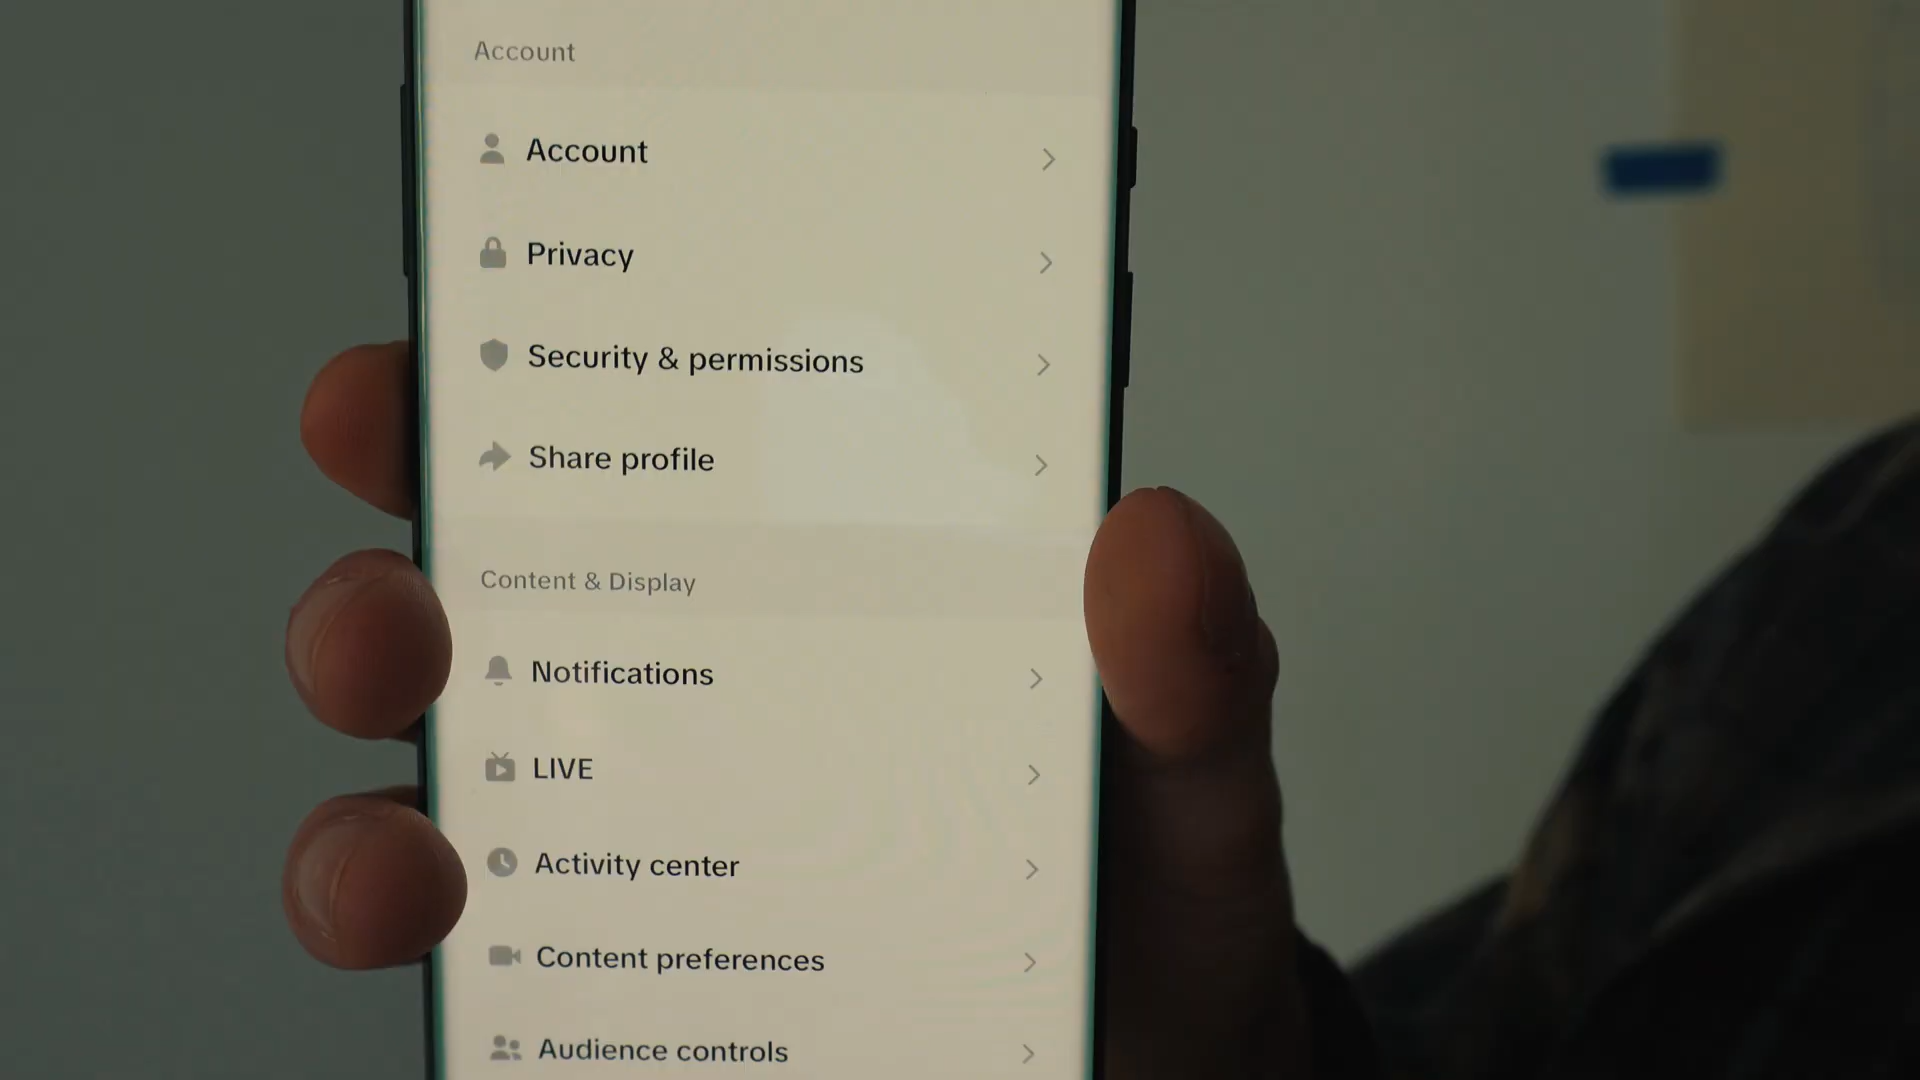 Account
Account
Privacy
Security & permissions
Share profile
Content & Display
Notifications
LIVE
Activity center
Content preferences
Audience controls